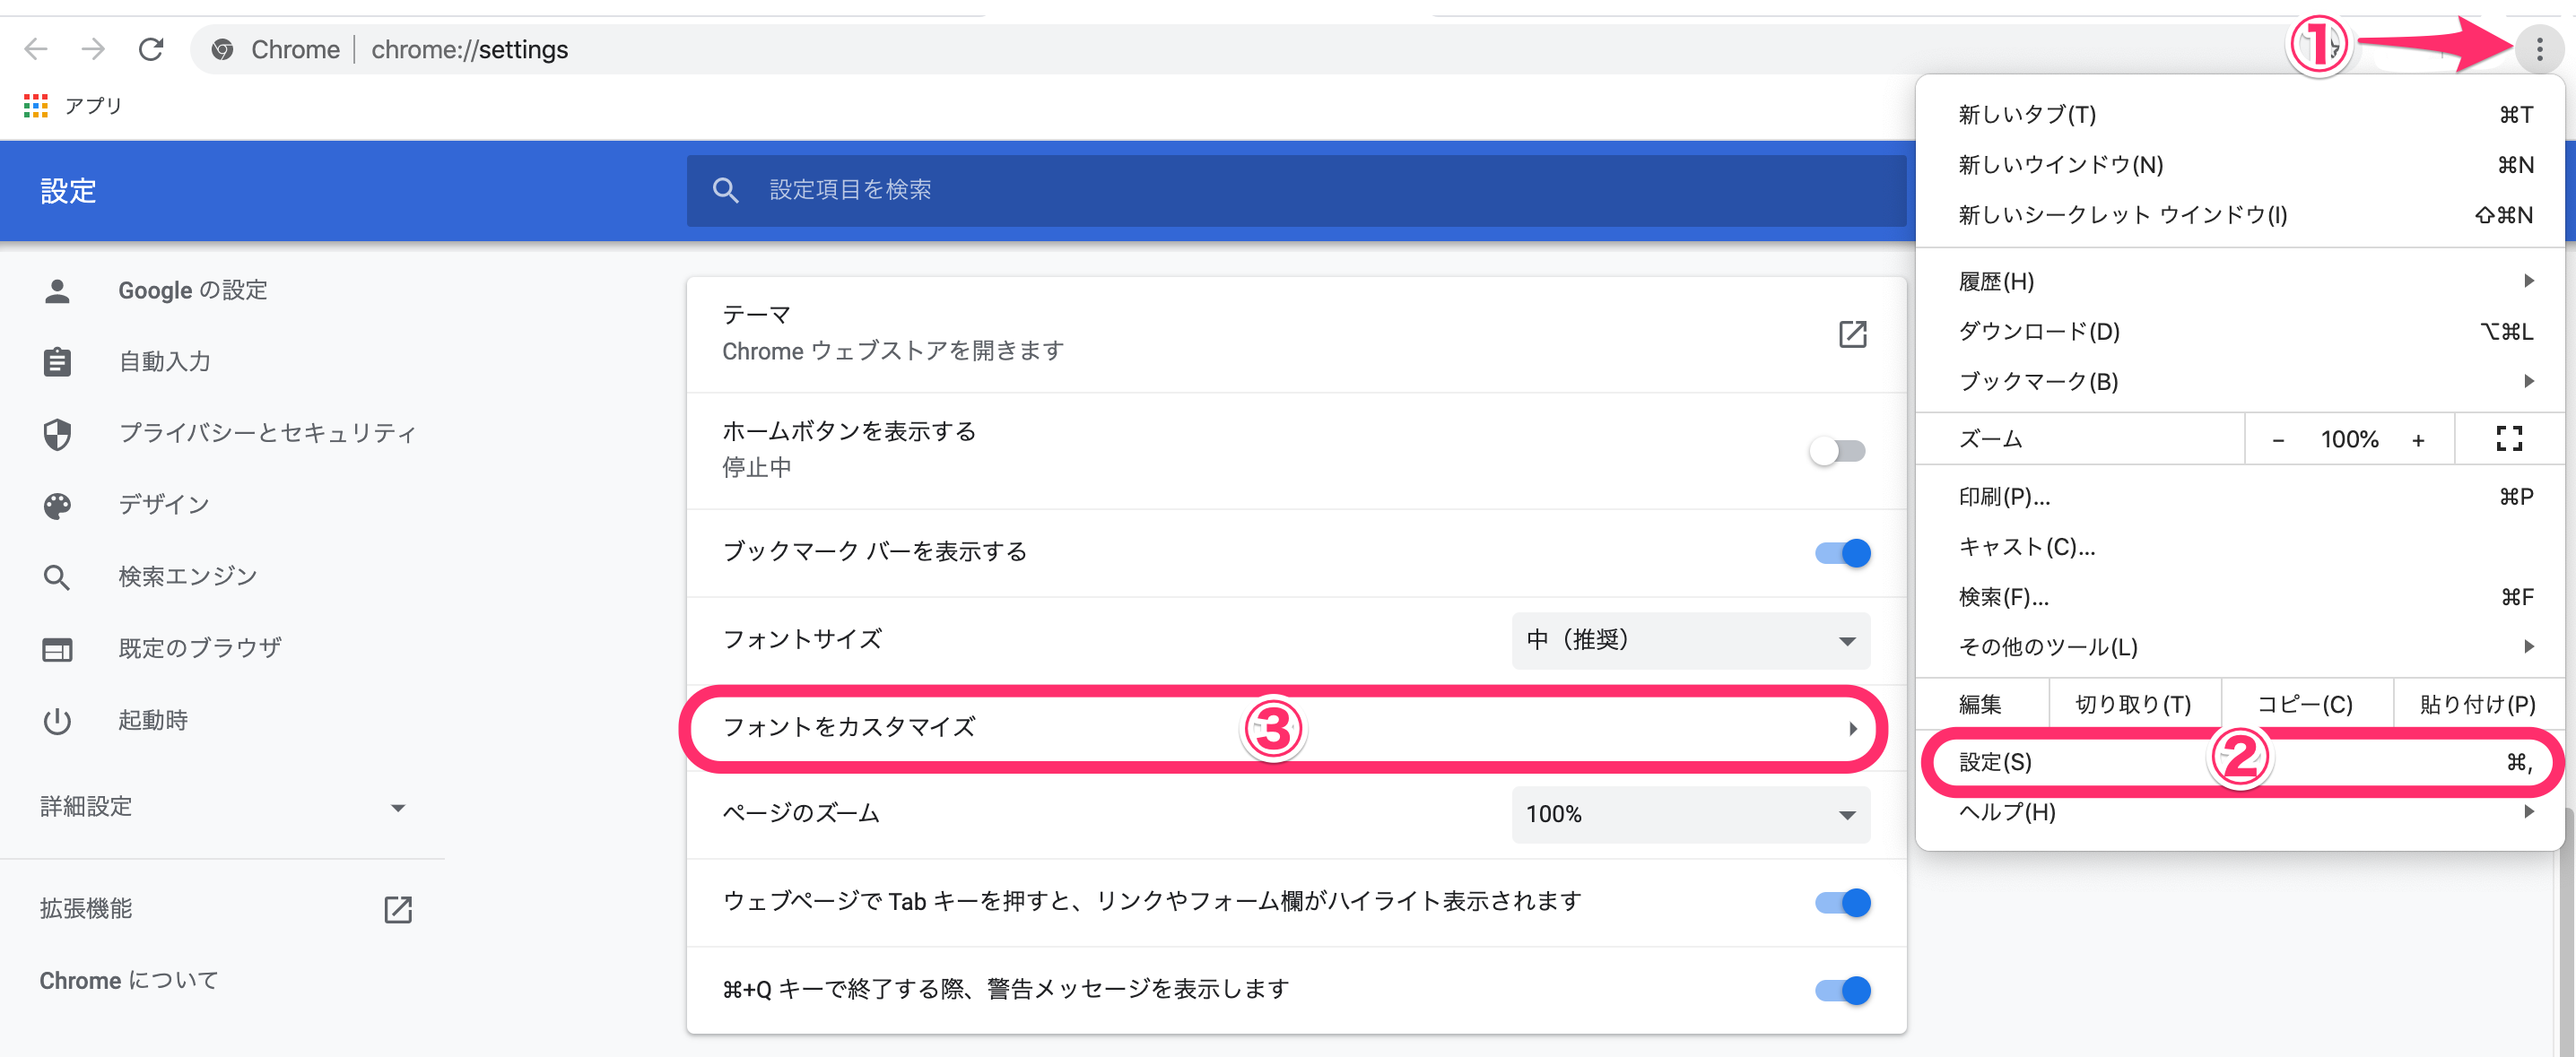 Chrome | chrome://settings
①
アプリ
設定
設定項目を検索
Google の設定
自動入力
プライバシーとセキュリティ
デザイン
検索エンジン
既定のブラウザ
起動時
詳細設定
拡張機能
Chrome について
テーマ
Chrome ウェブストアを開きます
ホームボタンを表示する
停止中
ブックマーク バーを表示する
フォントサイズ 中（推奨）
フォントをカスタマイズ ③
ページのズーム 100%
ウェブページで Tab キーを押すと、リンクやフォーム欄がハイライト表示されます
⌘+Q キーで終了する際、警告メッセージを表示します
新しいタブ(T) ⌘T
新しいウインドウ(N) ⌘N
新しいシークレット ウインドウ(I) ⇧⌘N
履歴(H)
ダウンロード(D) ⌥⌘L
ブックマーク(B)
ズーム - 100% +
印刷(P)... ⌘P
キャスト(C)...
検索(F)... ⌘F
その他のツール(L)
編集 切り取り(T) コピー(C) 貼り付け(P)
設定(S) ② ⌘,
ヘルプ(H)